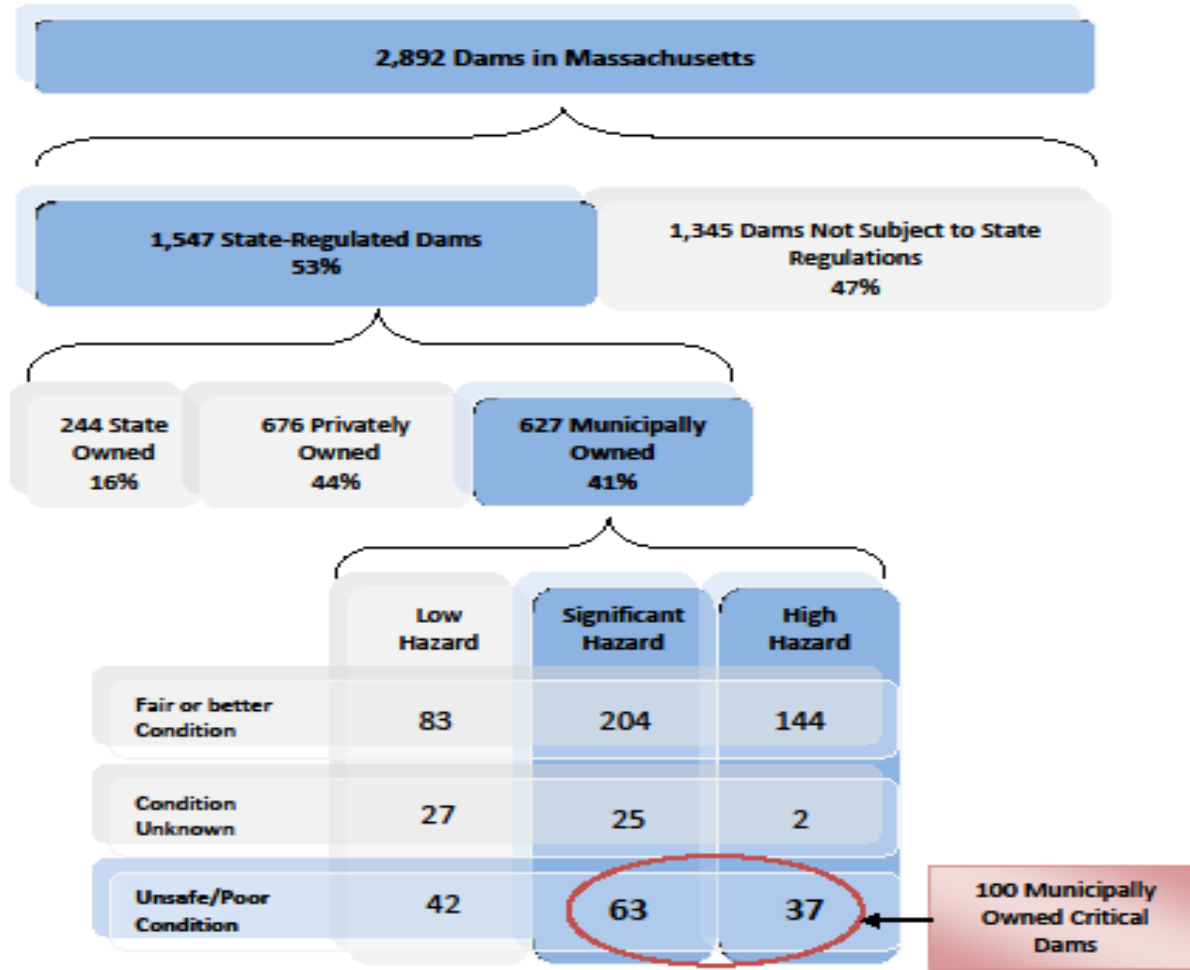 2,892 Dams in Massachusetts
1,547 State-Regulated Dams
53%
1,345 Dams Not Subject to State
Regulations
47%
244 State
Owned
16%
676 Privately
Owned
44%
627 Municipally
Owned
41%
Low
Hazard
Significant
Hazard
High
Hazard
Fair or better
Condition
83
204
144
Condition
Unknown
27
25
2
Unsafe/Poor
Condition
42
63
37
100 Municipally
Owned Critical
Dams